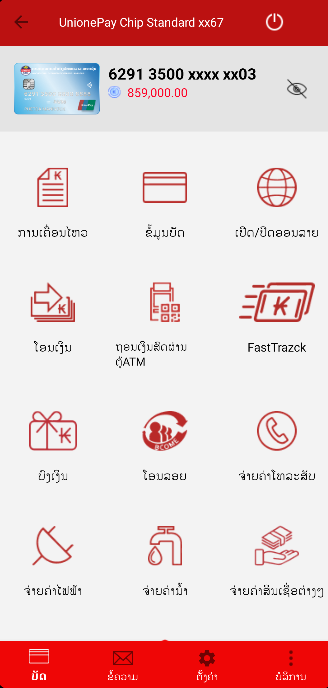 UnionePay Chip Standard xx67
6291 3500 xxxx xx03
859,000.00
ການເຄື່ອນໄຫວ
ຂໍ້ມູນບັດ
ເປີດ/ປິດອອນລາຍ
ໂອນເງິນ
ຖອນເງິນສົດຜ່ານ
ຕູ້ATM
FastTrazck
ຝັງເງິນ
BCOME
ໂອນລອຍ
ຈ່າຍຄ່າໂທລະສັບ
ຈ່າຍຄ່າໄຟຟ້າ
ຈ່າຍຄ່ານ້ຳ
ຈ່າຍຄ່າສິນເຊື່ອຕ່າງໆ
ບັດ
ຂໍ້ຄວາມ
ຕັ້ງຄ່າ
ບໍລິການ